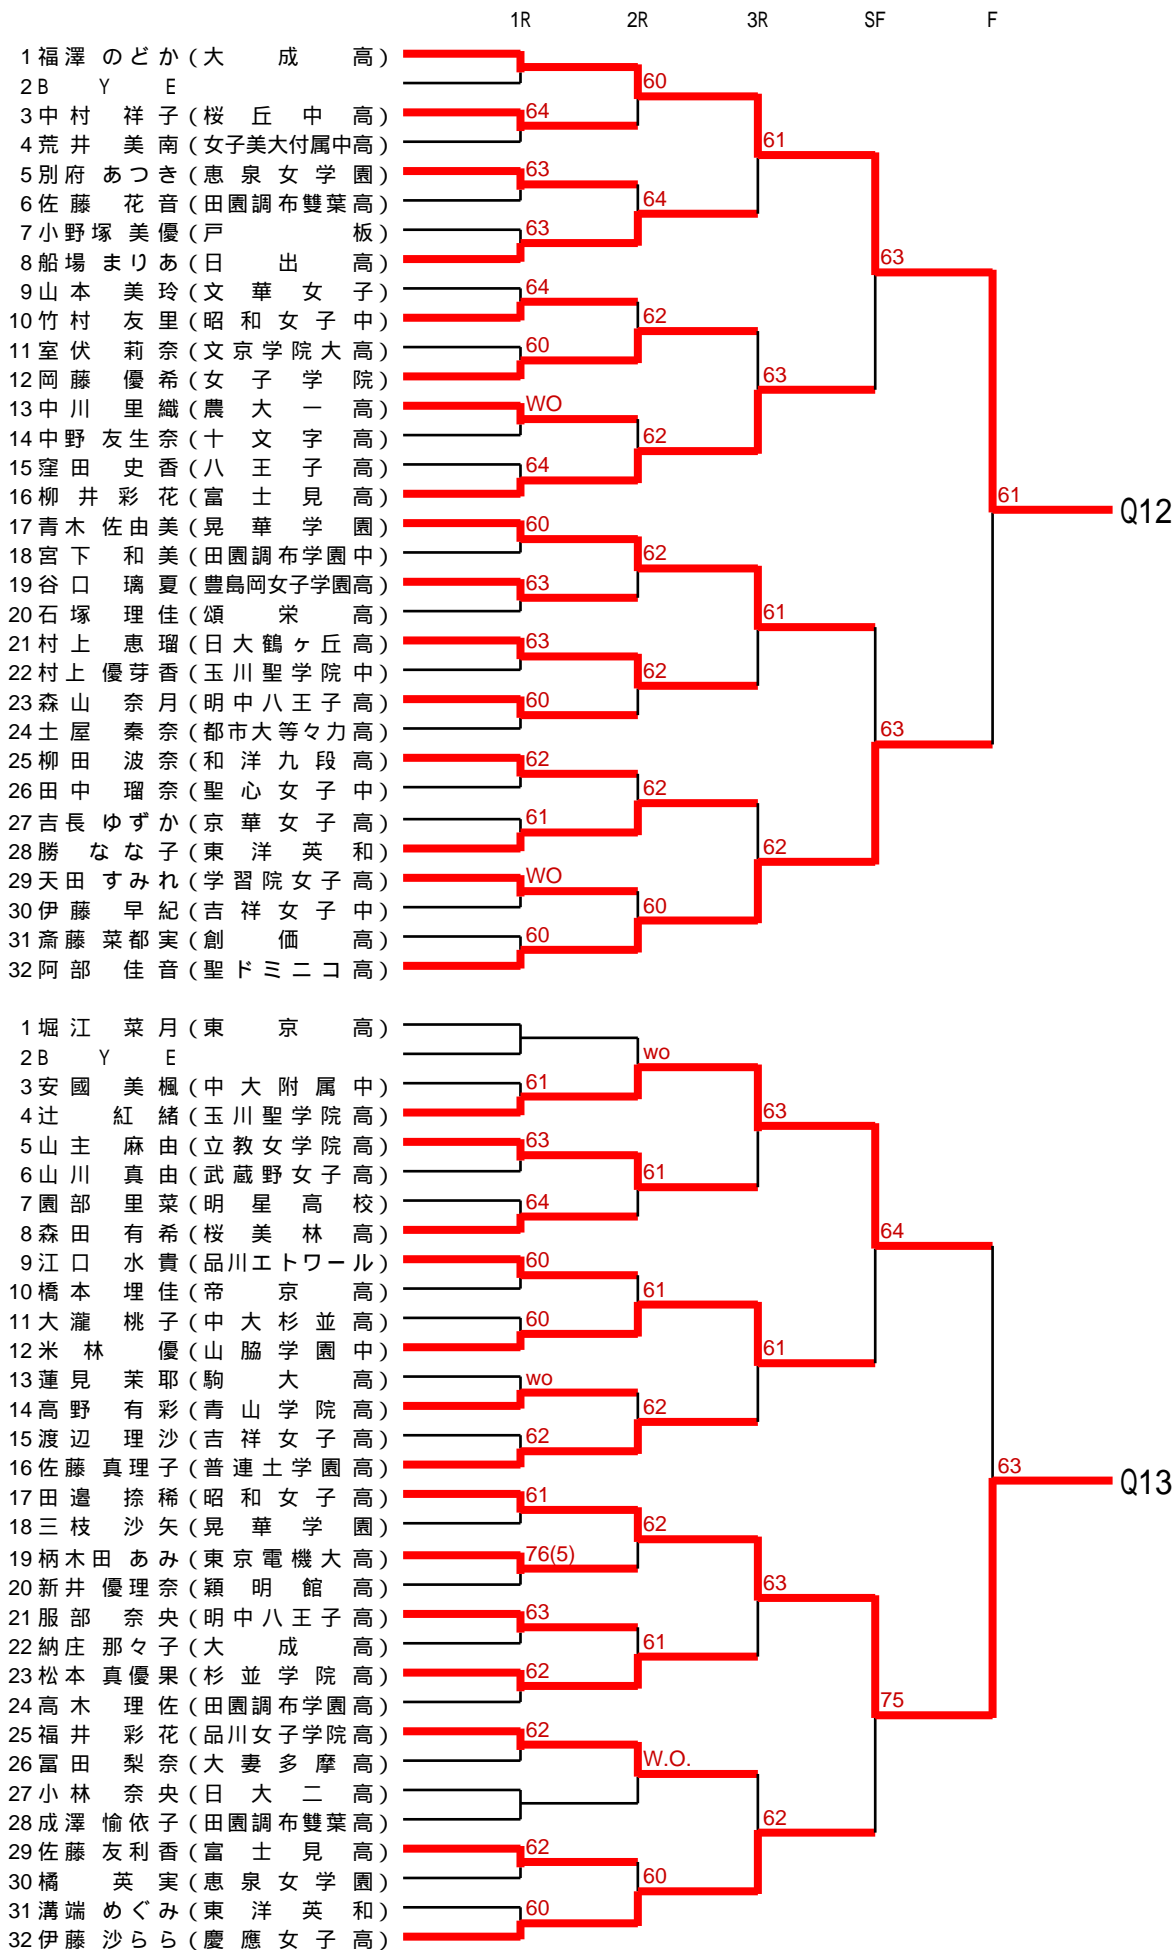 1R 2R 3R SF F
1 福澤 のどか (大成高)
2 BYE
60
3 中村 祥子 (桜丘中高) 64
4 荒井 美南 (女子美大付属中高) 61
5 別府 あつき (恵泉女学園) 63
6 佐藤 花音 (田園調布雙葉高) 64
7 小野塚 美優 (戸板) 63
8 船場 まりあ (日出高) 63
9 山本 美玲 (文華女子) 64
10 竹村 友里 (昭和女子中) 62
11 室伏 莉奈 (文京学院大高) 60
12 岡藤 優希 (女子学院) 63
13 中川 里織 (農大一高) WO
14 中野 友生奈 (十文字高) 62
15 窪田 史香 (八王子高) 64
16 柳井 彩花 (富士見高) 61
Q12
17 青木 佐由美 (晃華学園) 60
18 宮下 和美 (田園調布学園中) 62
19 谷口 璃夏 (豊島岡女子学園高) 63
20 石塚 理佳 (頌栄高) 61
21 村上 恵瑠 (日大鶴ヶ丘高) 63
22 村上 優芽香 (玉川聖学院中) 62
23 森山 奈月 (明中八王子高) 60
24 土屋 秦奈 (都市大等々力高) 63
25 柳田 波奈 (和洋九段高) 62
26 田中 瑠奈 (聖心女子中) 62
27 吉長 ゆずか (京華女子高) 61
28 勝 なな子 (東洋英和) 62
29 天田 すみれ (学習院女子高) WO
30 伊藤 早紀 (吉祥女子中) 60
31 斎藤 菜都実 (創価高) 60
32 阿部 佳音 (聖ドミニコ高)
1 堀江 菜月 (東京高)
2 BYE wo
3 安國 美楓 (中大附属中) 61
4 辻 紅緒 (玉川聖学院高) 63
5 山主 麻由 (立教女学院高) 63
6 山川 真由 (武蔵野女子高) 61
7 園部 里菜 (明星高校) 64
8 森田 有希 (桜美林高) 64
9 江口 水貴 (品川エトワール) 60
10 橋本 埋佳 (帝京高) 61
11 大瀧 桃子 (中大杉並高) 60
12 米林 優 (山脇学園中) 61
13 蓮見 茉耶 (駒大高) wo
14 高野 有彩 (青山学院高) 62
15 渡辺 理沙 (吉祥女子高) 62
16 佐藤 真理子 (普連土学園高) 63
Q13
17 田邉 捺稀 (昭和女子高) 61
18 三枝 沙矢 (晃華学園) 62
19 柄木田 あみ (東京電機大高) 76(5)
20 新井 優理奈 (穎明館高) 63
21 服部 奈央 (明中八王子高) 63
22 納庄 那々子 (大成高) 61
23 松本 真優果 (杉並学院高) 62
24 高木 理佐 (田園調布学園高) 75
25 福井 彩花 (品川女子学院高) 62
26 冨田 梨奈 (大妻多摩高) W.O.
27 小林 奈央 (日大二高)
28 成澤 愉依子 (田園調布雙葉高) 62
29 佐藤 友利香 (富士見高) 62
30 橘 英実 (恵泉女学園) 60
31 溝端 めぐみ (東洋英和) 60
32 伊藤 沙らら (慶應女子高)